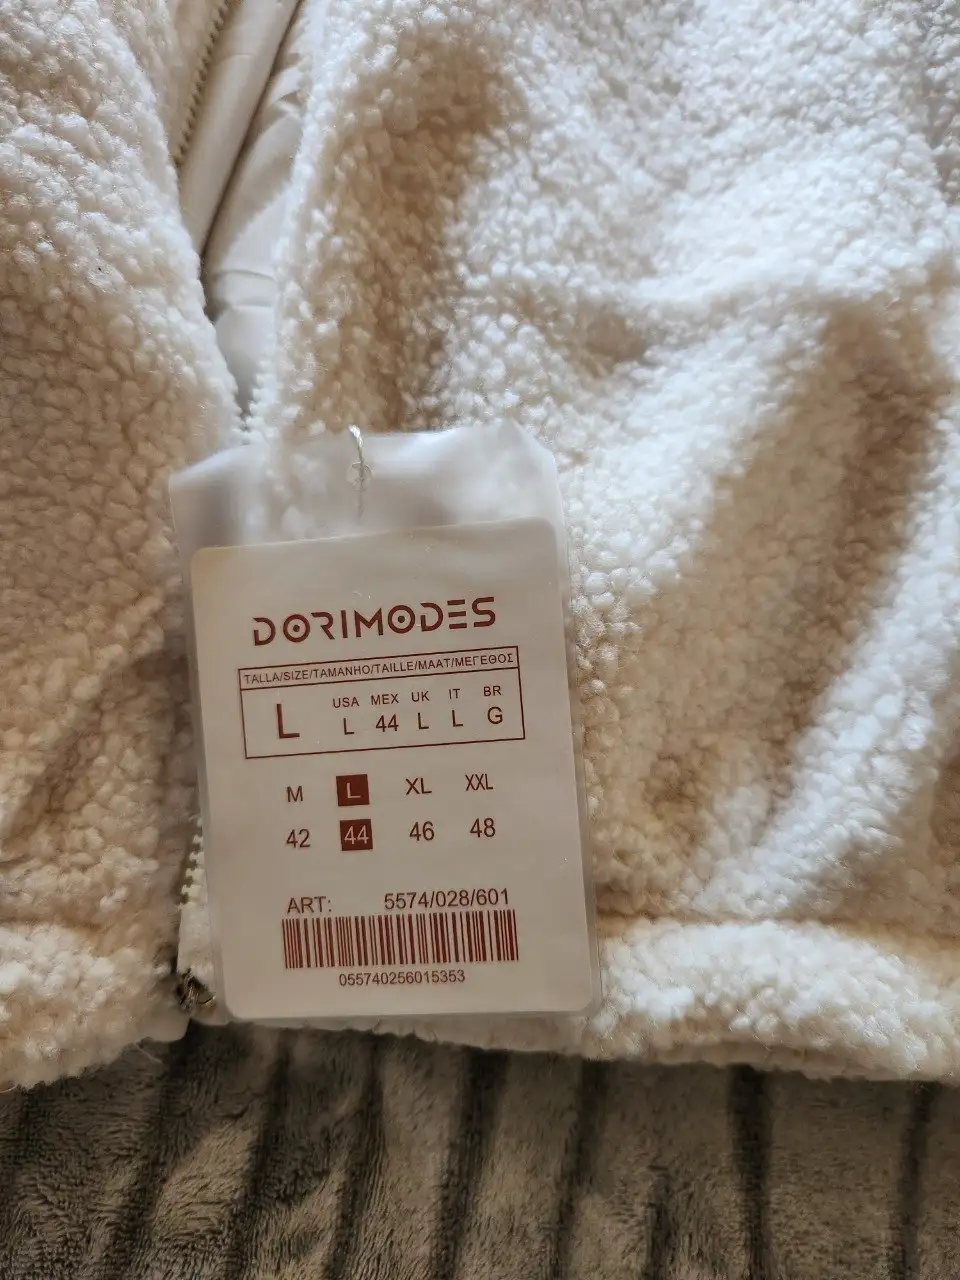 DORIMODES
TALLA/SIZE/TAMANHO/TAILLE/MAAT/ΜΕΓΕΘΟΣ
USA MEX UK IT BR
L L 44 L L G
M L XL XXL
42 44 46 48
ART: 5574/028/601
055740256015353